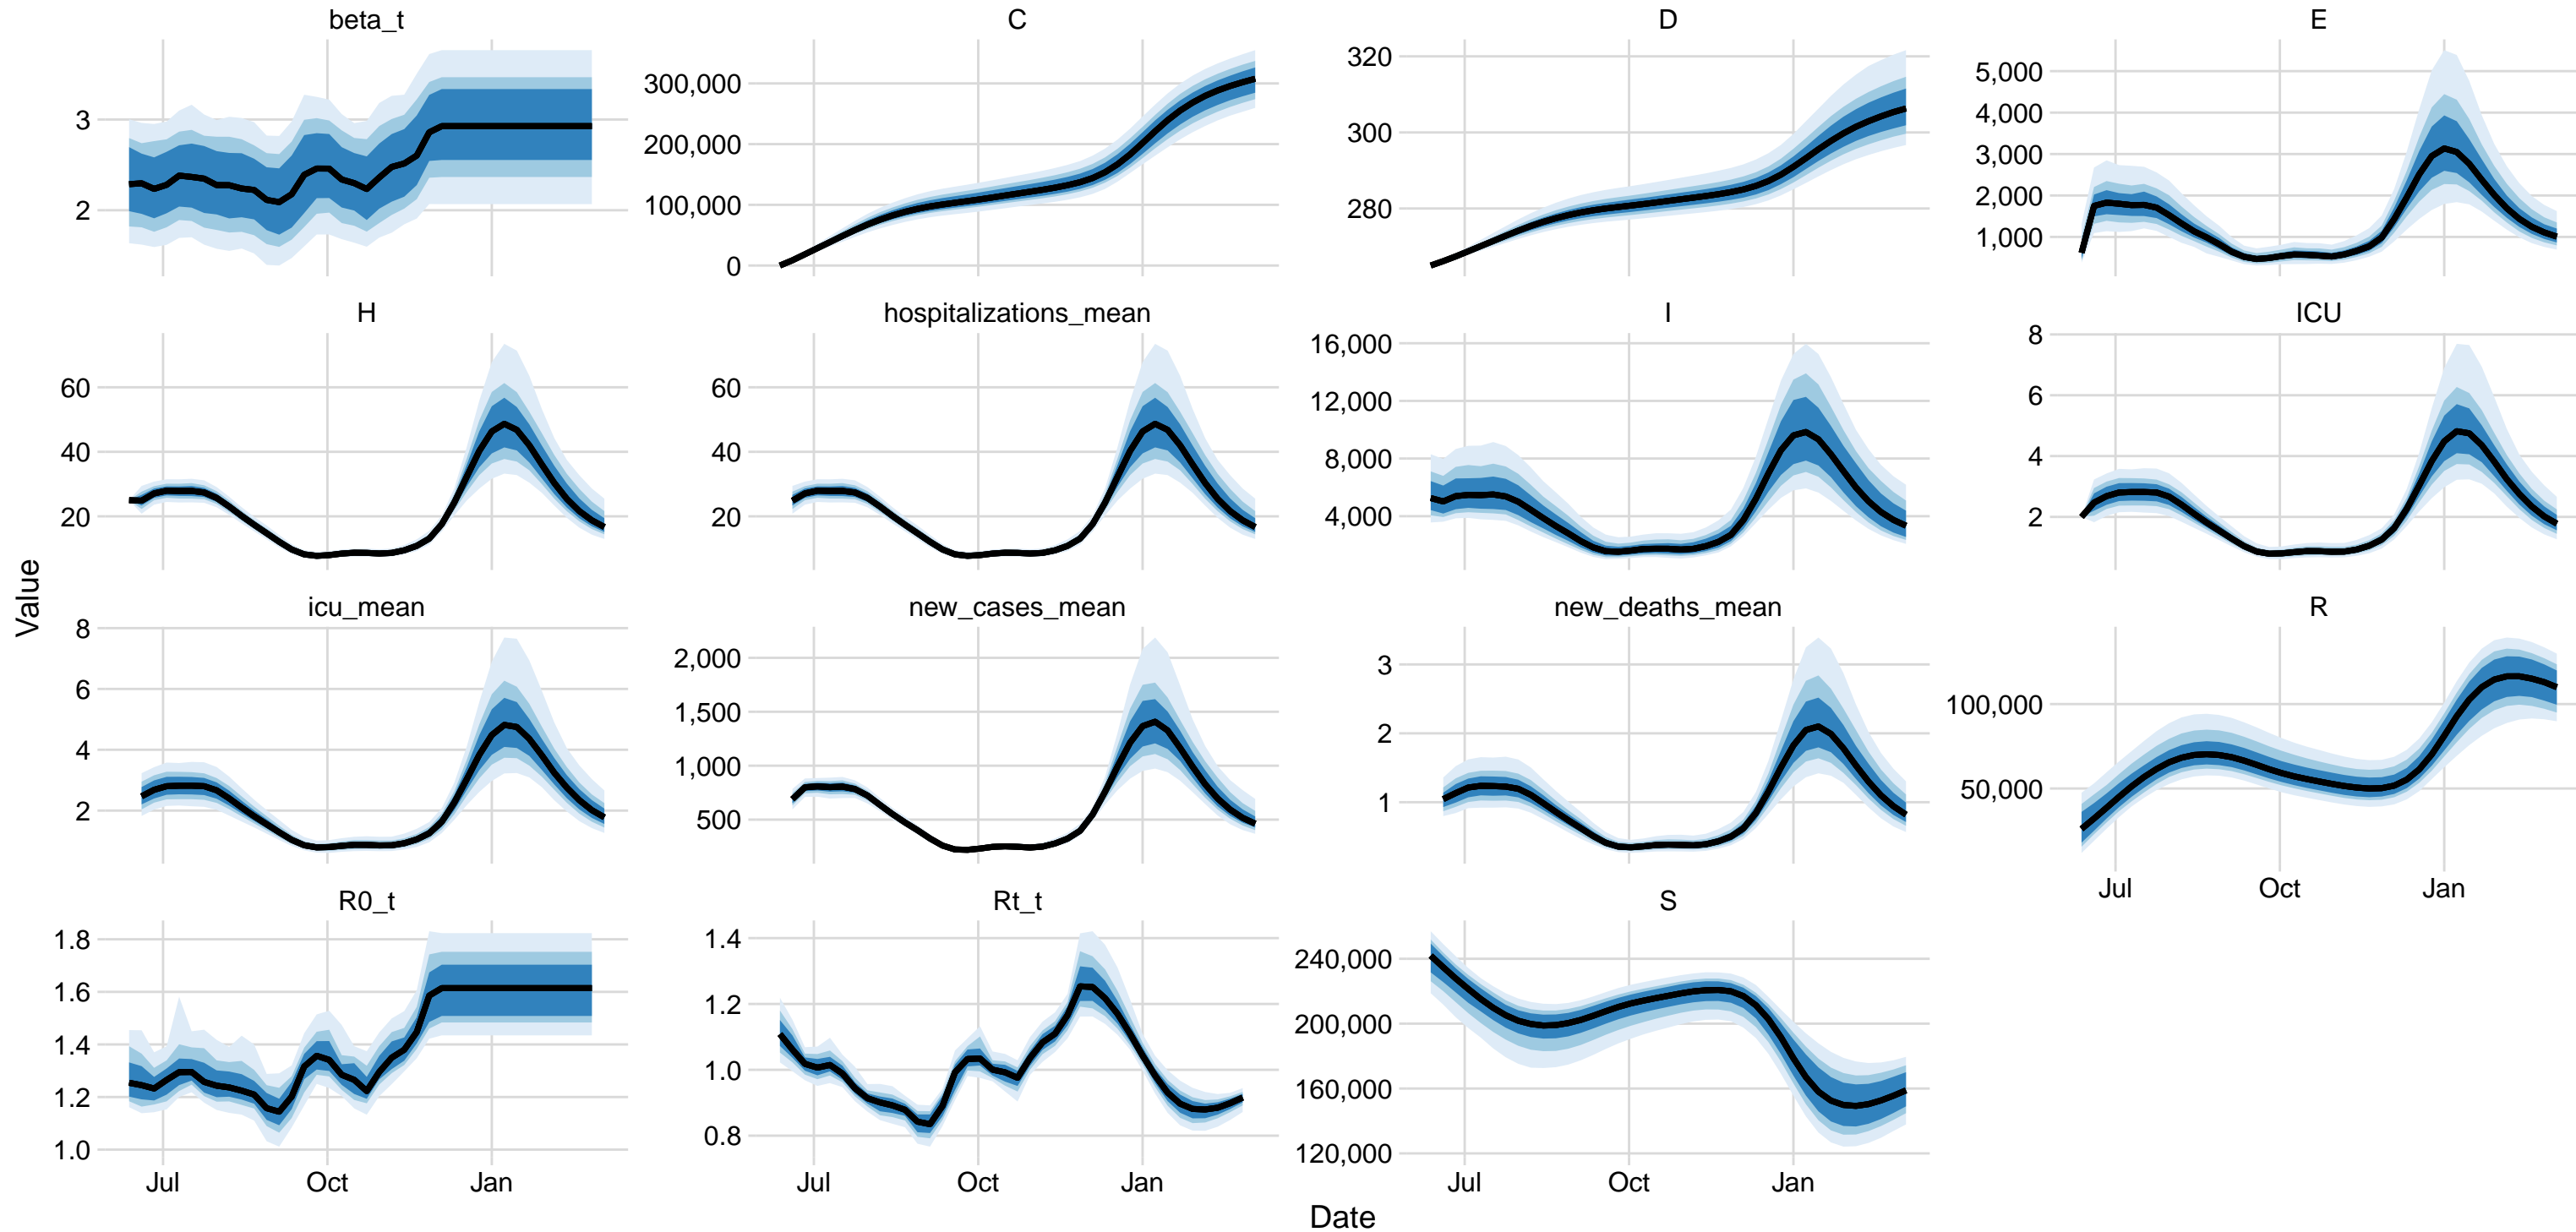 beta_t
C
D
E
3
2
300,000
200,000
100,000
0
320
300
280
5,000
4,000
3,000
2,000
1,000
H
hospitalizations_mean
I
ICU
60
40
20
60
40
20
16,000
12,000
8,000
4,000
8
6
4
2
Value
icu_mean
new_cases_mean
new_deaths_mean
R
8
6
4
2
2,000
1,500
1,000
500
3
2
1
100,000
50,000
Jul Oct Jan
R0_t
Rt_t
S
1.8
1.6
1.4
1.2
1.0
1.4
1.2
1.0
0.8
240,000
200,000
160,000
120,000
Jul Oct Jan
Jul Oct Jan
Jul Oct Jan
Date